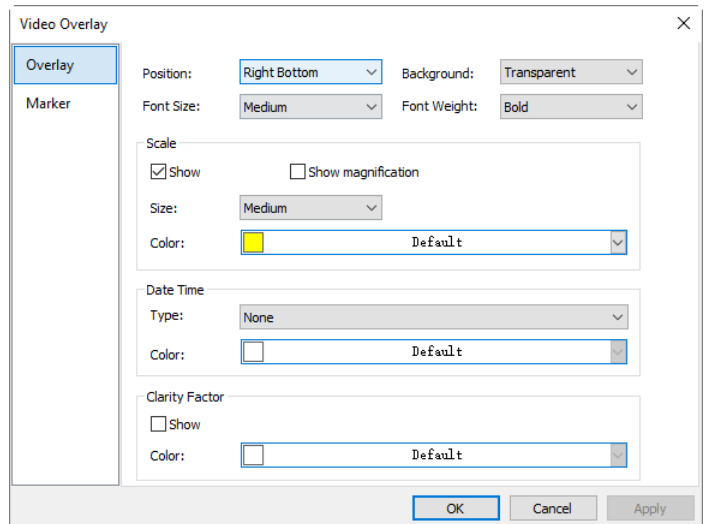 Video Overlay
Overlay
Marker
Position: Right Bottom Background: Transparent
Font Size: Medium Font Weight: Bold
Scale
Show Show magnification
Size: Medium
Color: Default
Date Time
Type: None
Color: Default
Clarity Factor
Show
Color: Default
OK Cancel Apply